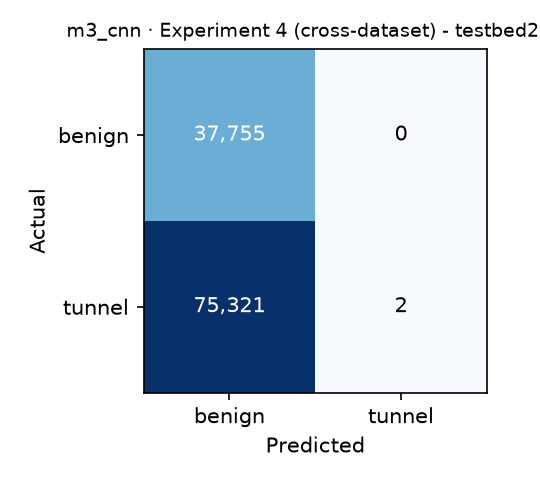 m3_cnn · Experiment 4 (cross-dataset) - testbed2
benign 37,755 0
Actual
tunnel 75,321 2
benign tunnel
Predicted